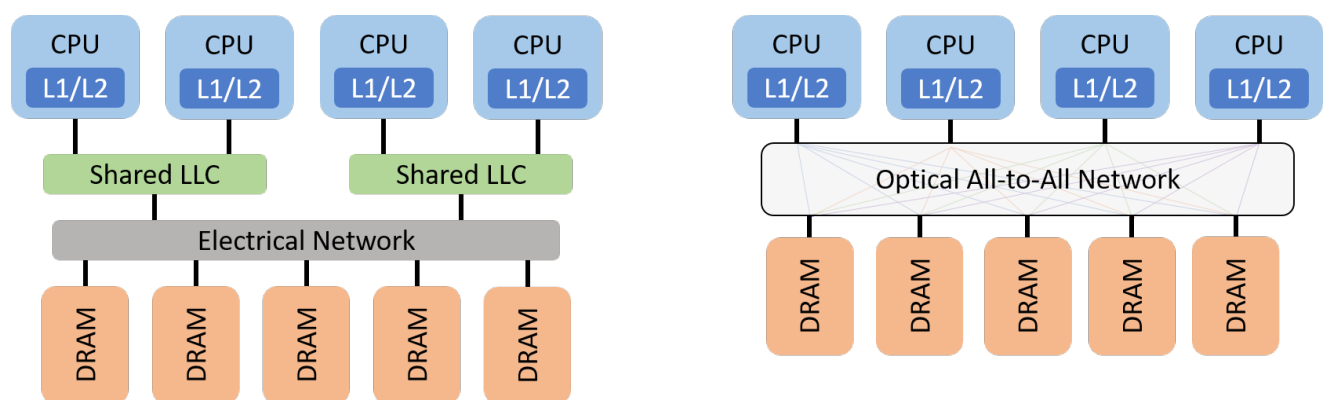 CPU
L1/L2
CPU
L1/L2
CPU
L1/L2
CPU
L1/L2
Shared LLC
Shared LLC
Electrical Network
DRAM
DRAM
DRAM
DRAM
DRAM
CPU
L1/L2
CPU
L1/L2
CPU
L1/L2
CPU
L1/L2
Optical All-to-All Network
DRAM
DRAM
DRAM
DRAM
DRAM